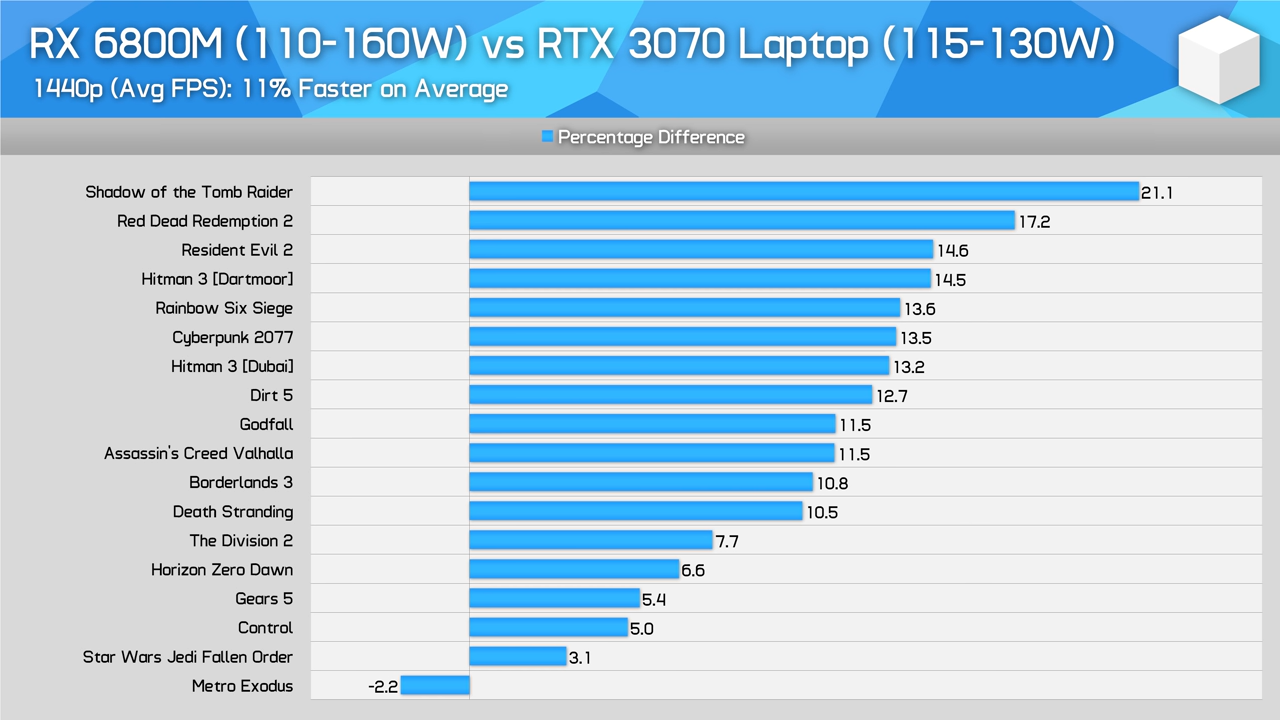 RX 6800M (110-160W) vs RTX 3070 Laptop (115-130W)
1440p (Avg FPS): 11% Faster on Average
Percentage Difference
Shadow of the Tomb Raider 21.1
Red Dead Redemption 2 17.2
Resident Evil 2 14.6
Hitman 3 [Dartmoor] 14.5
Rainbow Six Siege 13.6
Cyberpunk 2077 13.5
Hitman 3 [Dubai] 13.2
Dirt 5 12.7
Godfall 11.5
Assassin's Creed Valhalla 11.5
Borderlands 3 10.8
Death Stranding 10.5
The Division 2 7.7
Horizon Zero Dawn 6.6
Gears 5 5.4
Control 5.0
Star Wars Jedi Fallen Order 3.1
Metro Exodus -2.2